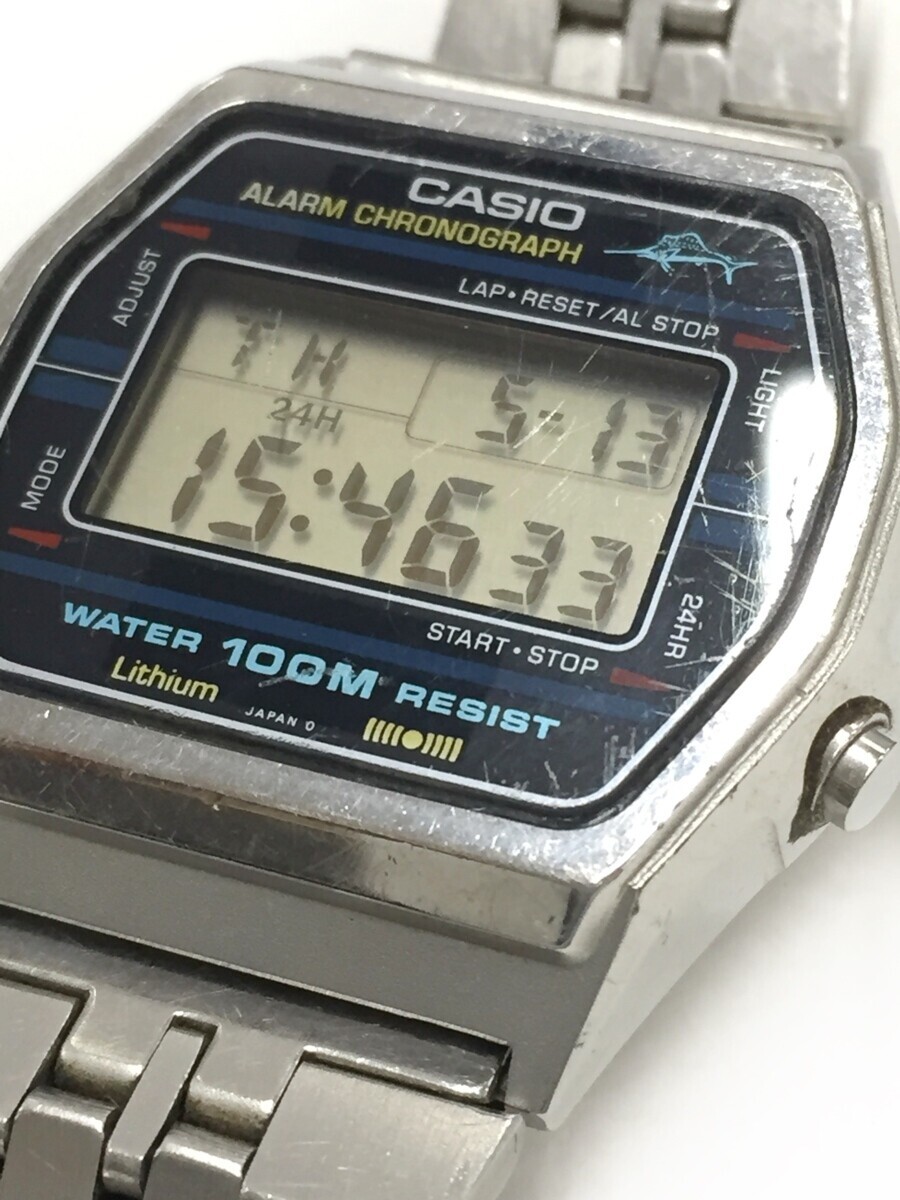 CASIO
ALARM CHRONOGRAPH
LAP•RESET/AL STOP
ADJUST
LIGHT
TH 5-13
24H
15:46 33
MODE
24HR
START•STOP
WATER 100M RESIST
Lithium
JAPAN 0